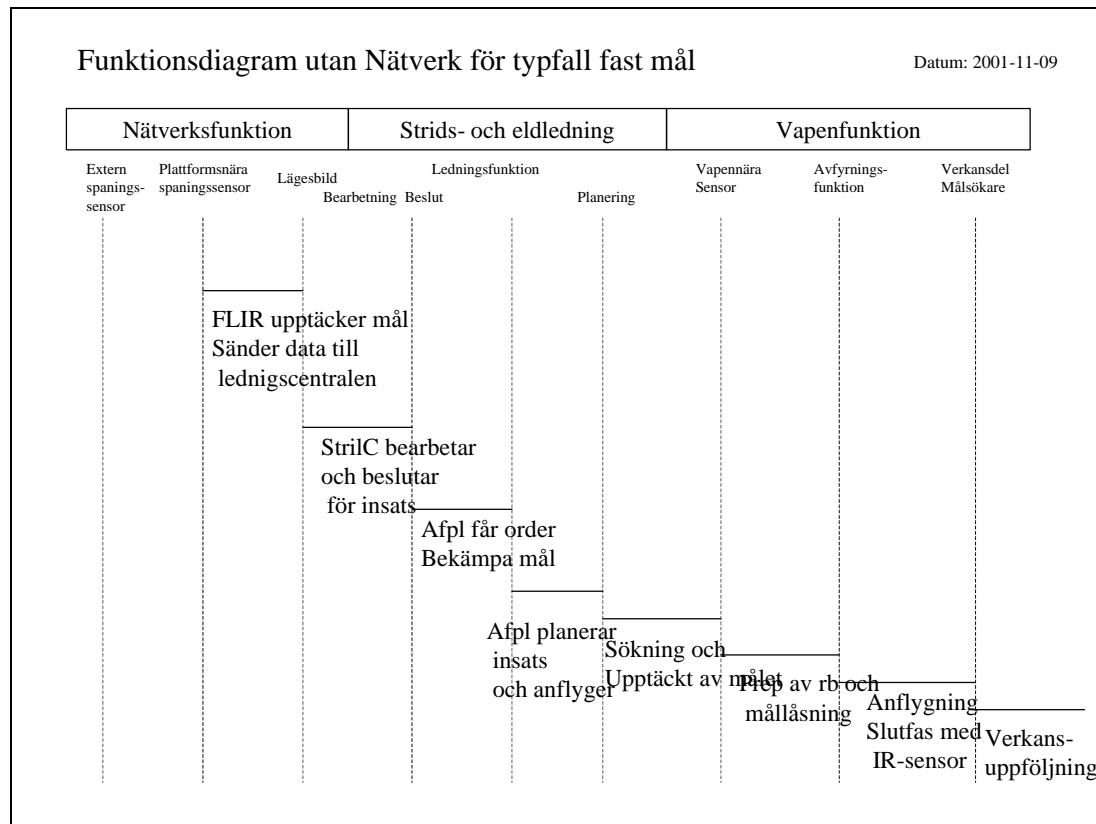 Funktionsdiagram utan Nätverk för typfall fast mål
Datum: 2001-11-09
Nätverksfunktion
Strids- och eldledning
Vapenfunktion
Extern
spanings-
sensor
Plattformsnära
spaningssensor
Lägesbild
Bearbetning
Beslut
Ledningsfunktion
Planering
Vapennära
Sensor
Avfyrnings-
funktion
Verkansdel
Målsökare
FLIR upptäcker mål
Sänder data till
lednigscentralen
StrilC bearbetar
och beslutar
för insats
Afpl får order
Bekämpa mål
Afpl planerar
insats
och anflyger
Sökning och
Upptäckt av målet
Prep av rb och
mållåsning
Anflygning
Slutfas med
IR-sensor
Verkans-
uppföljning